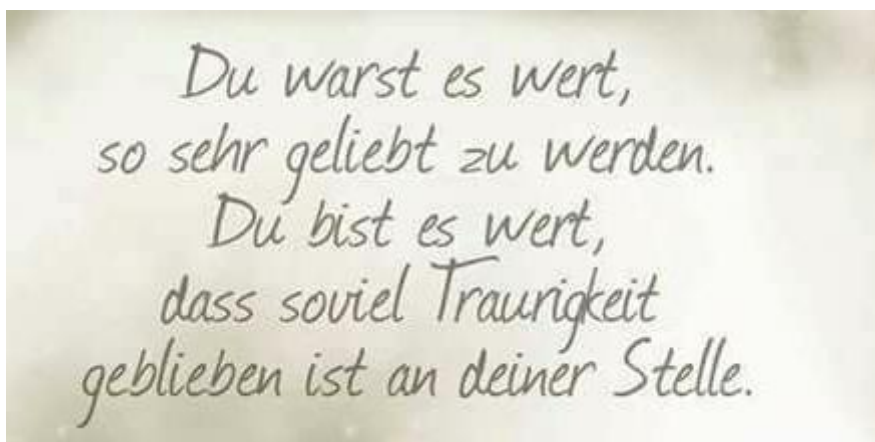 Du warst es wert,
so sehr geliebt zu werden.
Du bist es wert,
dass soviel Traurigkeit
geblieben ist an deiner Stelle.